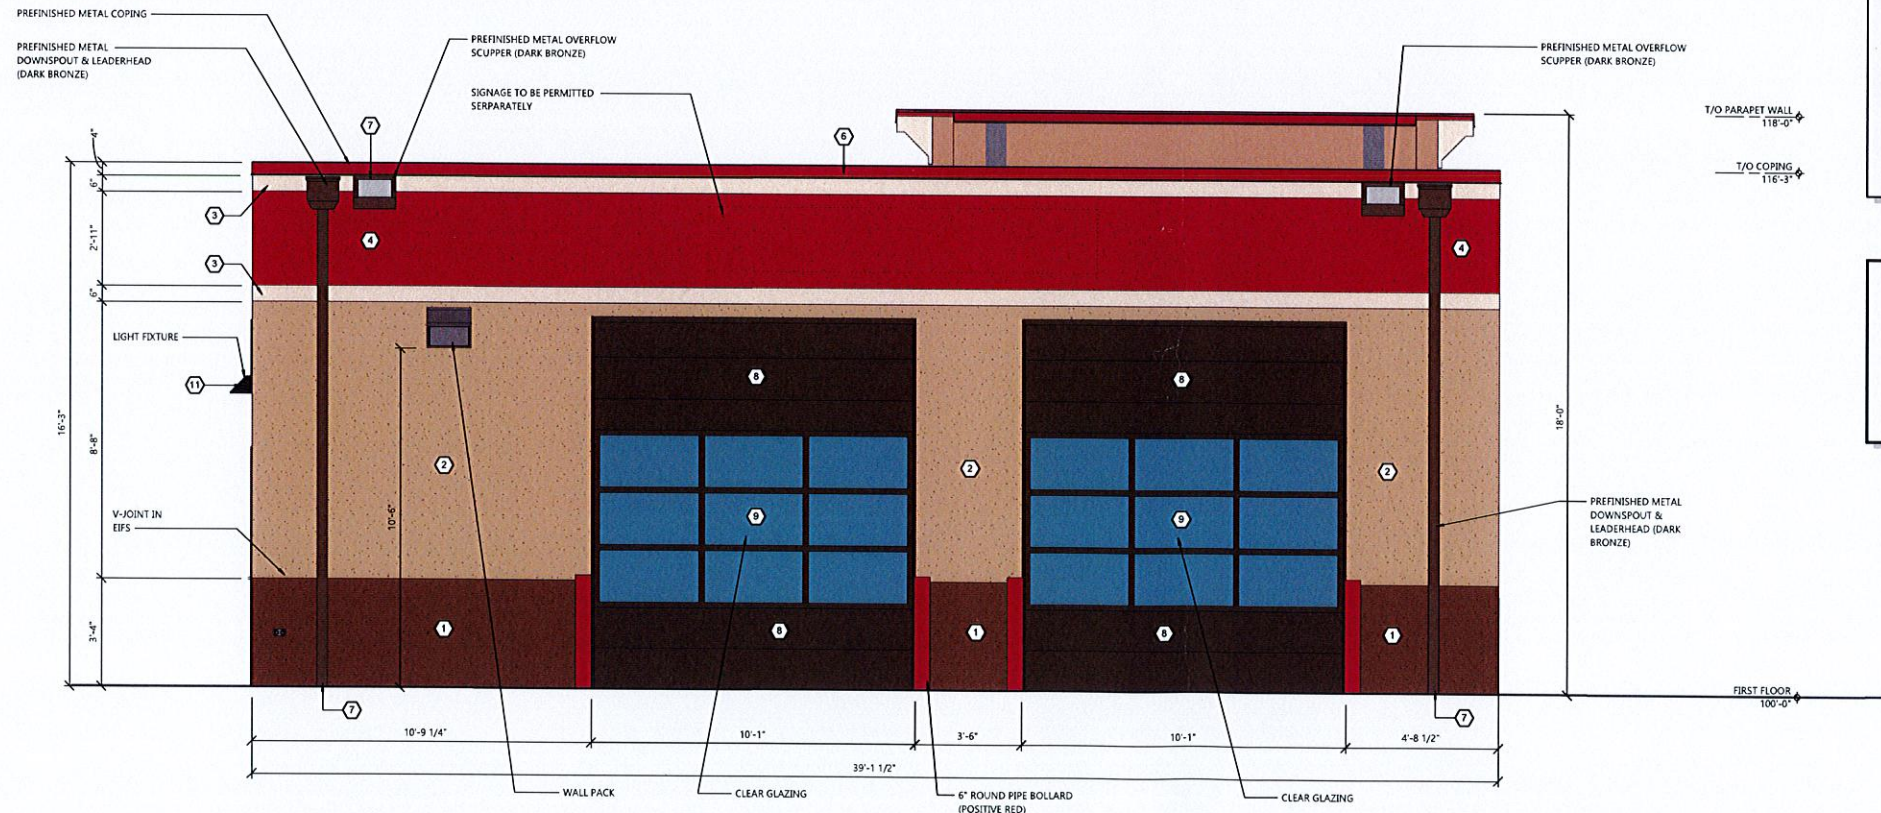 PREFINISHED METAL COPING
PREFINISHED METAL
DOWNSPOUT & LEADERHEAD
(DARK BRONZE)
PREFINISHED METAL OVERFLOW
SCUPPER (DARK BRONZE)
SIGNAGE TO BE PERMITTED
SERPARATELY
PREFINISHED METAL OVERFLOW
SCUPPER (DARK BRONZE)
T/O PARAPET WALL
118'-0"
T/O COPING
116'-3"
7
6
4"
6"
3
2'-11"
4
4
3
6"
LIGHT FIXTURE
11
16'-3"
8'-8"
18'-0"
8
8
2
2
2
10'-6"
9
9
V-JOINT IN
EIFS
PREFINISHED METAL
DOWNSPOUT &
LEADERHEAD (DARK
BRONZE)
3'-4"
1
8
1
8
1
FIRST FLOOR
100'-0"
7
7
10'-9 1/4"
10'-1"
3'-6"
10'-1"
4'-8 1/2"
39'-1 1/2"
WALL PACK
CLEAR GLAZING
6" ROUND PIPE BOLLARD
(POSITIVE RED)
CLEAR GLAZING